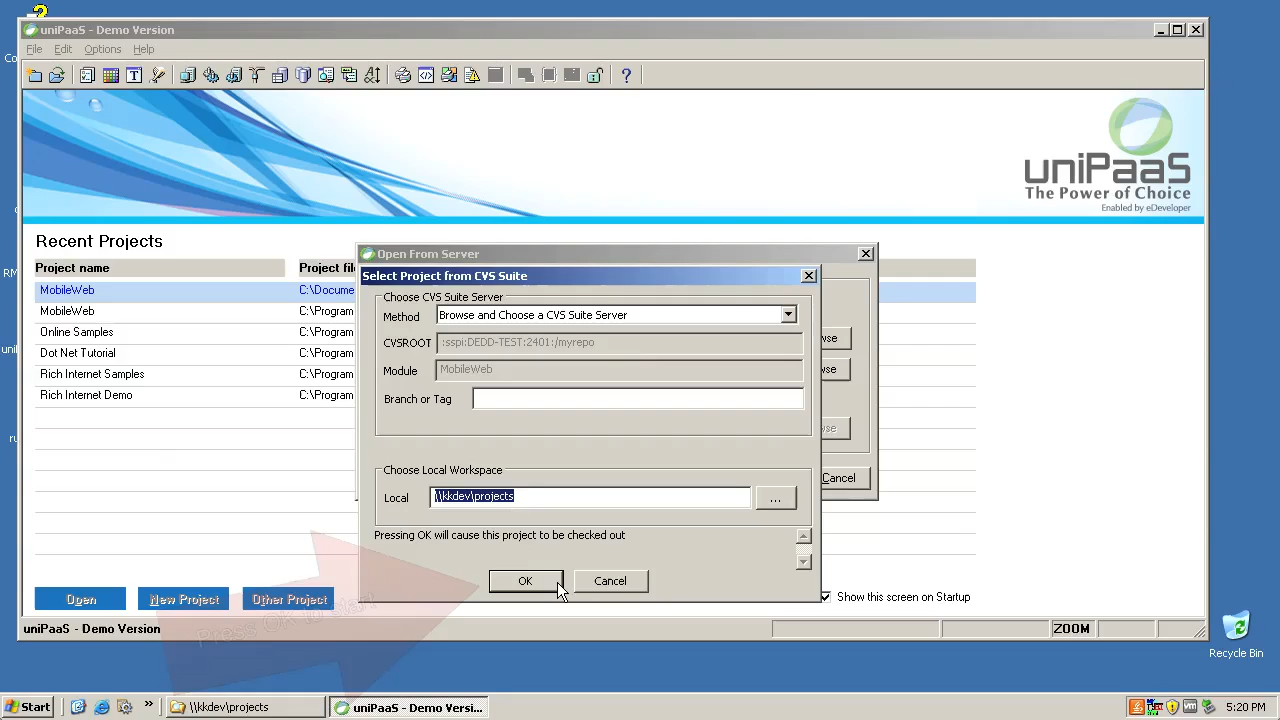 uniPaaS - Demo Version
File Edit Options Help
uniPaaS
The Power of Choice
Enabled by eDeveloper
Recent Projects
Project name
MobileWeb C:\Docume
MobileWeb C:\Program
Online Samples C:\Program
Dot Net Tutorial C:\Program
Rich Internet Samples C:\Program
Rich Internet Demo C:\Program
Open From Server
Select Project from CVS Suite
Choose CVS Suite Server
Method Browse and Choose a CVS Suite Server
CVSROOT :sspi:DEDD-TEST:2401:/myrepo
Module MobileWeb
Branch or Tag
Choose Local Workspace
Local \\kkdev\projects ...
Pressing OK will cause this project to be checked out
OK Cancel
Cancel
Open New Project Other Project
Show this screen on Startup
Press OK to start
uniPaaS - Demo Version ZOOM
Recycle Bin
Start » \\kkdev\projects uniPaaS - Demo Versi... 5:20 PM